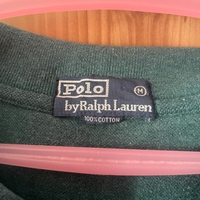 Polo
M
by Ralph Lauren
100% COTTON